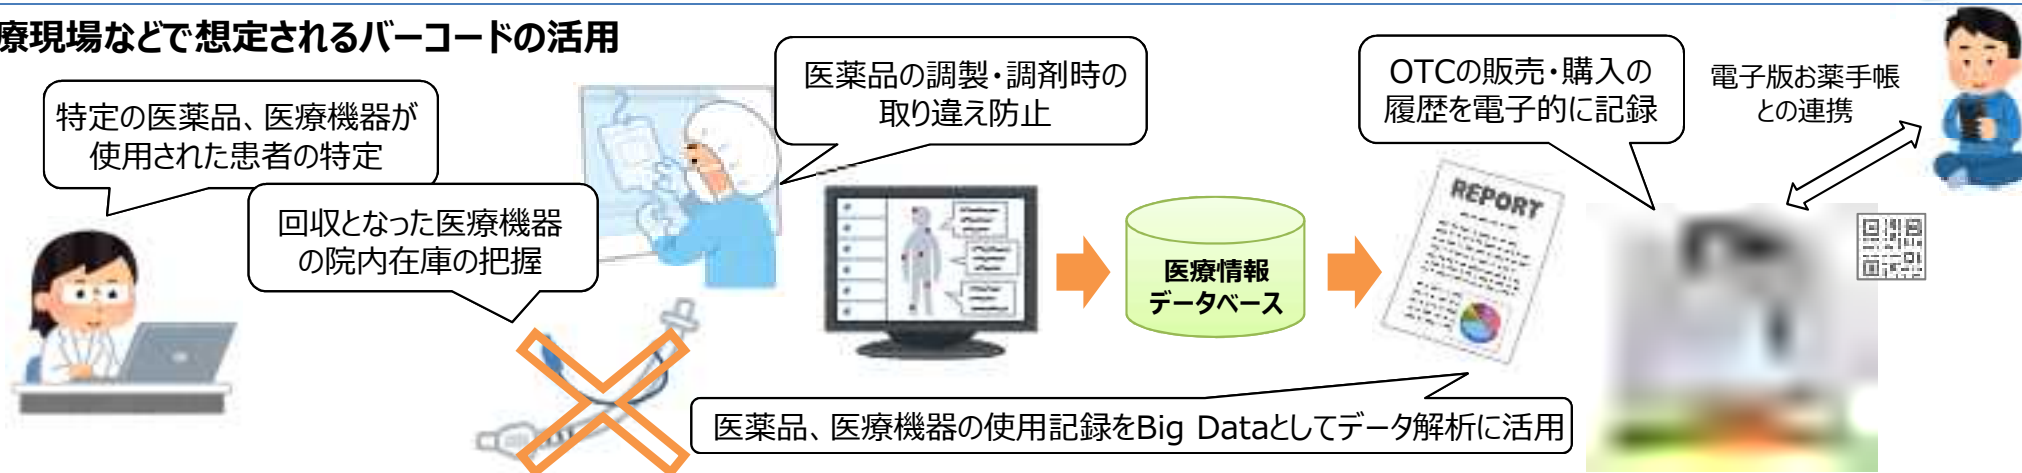 療現場などで想定されるバーコードの活用
特定の医薬品、医療機器が
使用された患者の特定
回収となった医療機器
の院内在庫の把握
医薬品の調製・調剤時の
取り違え防止
医療情報
データベース
REPORT
OTCの販売・購入の
履歴を電子的に記録
電子版お薬手帳
との連携
医薬品、医療機器の使用記録をBig Dataとしてデータ解析に活用